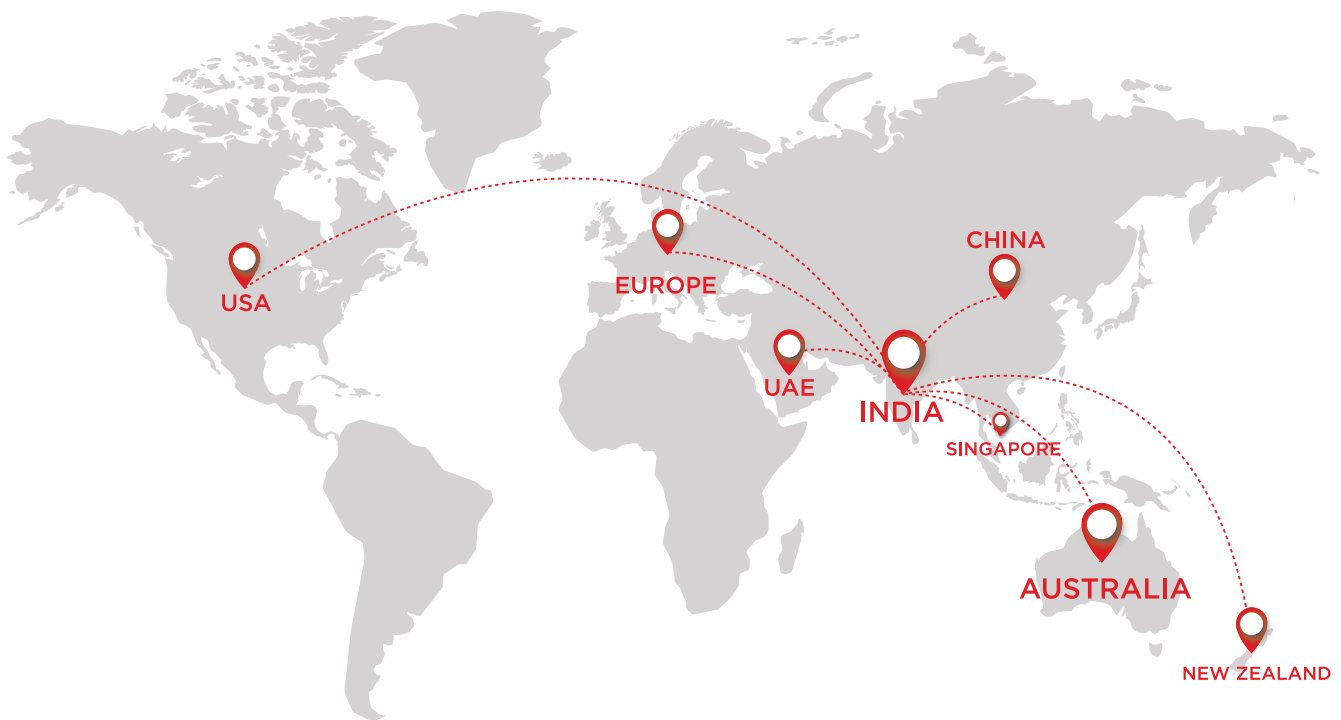 CHINA
EUROPE
USA
UAE
INDIA
SINGAPORE
AUSTRALIA
NEW ZEALAND